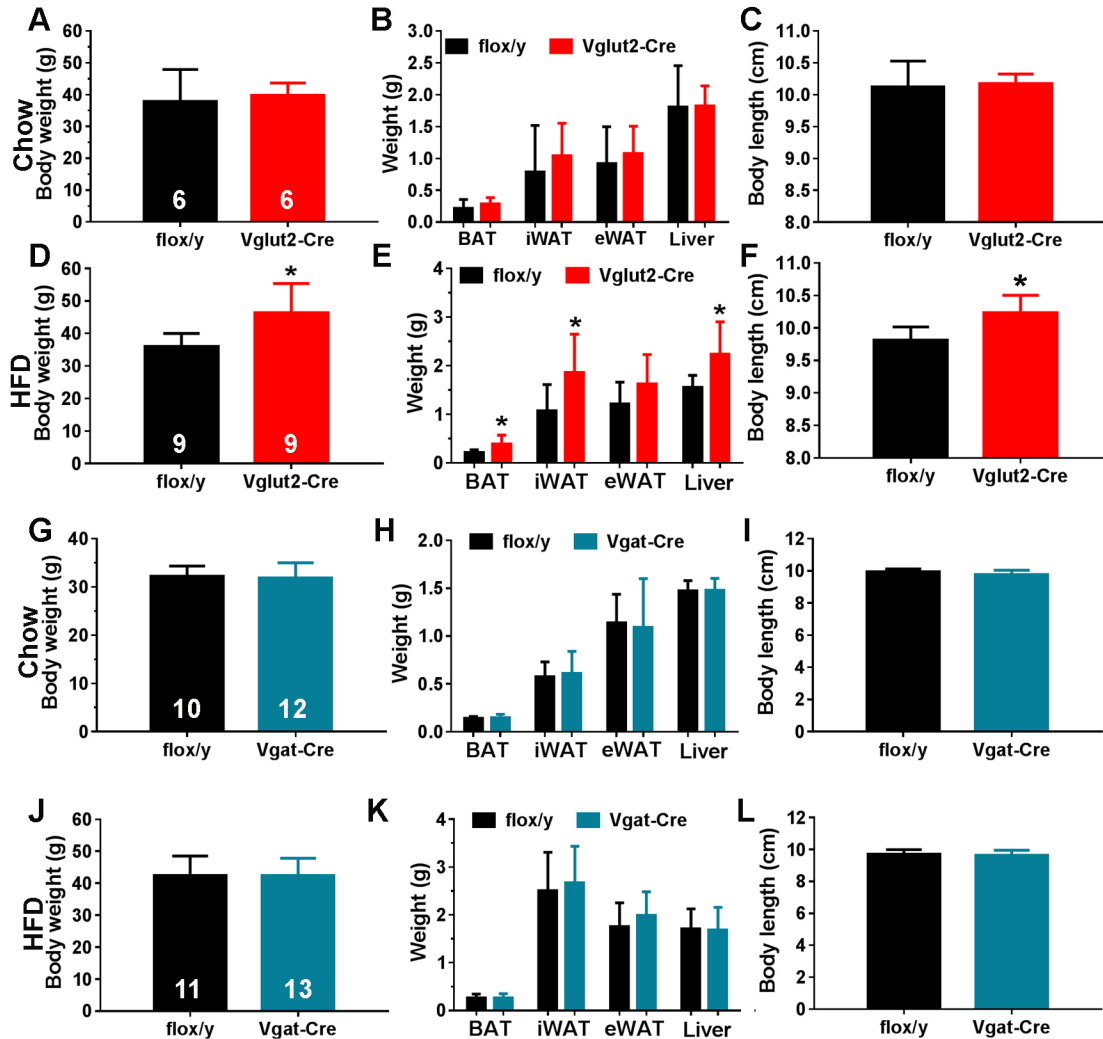 A
Chow
Body weight (g)
60
50
40
30
20
10
0
6
6
flox/y
Vglut2-Cre
B
Weight (g)
3.0
2.5
2.0
1.5
1.0
0.5
0.0
flox/y
Vglut2-Cre
BAT
iWAT
eWAT
Liver
C
Body length (cm)
11.0
10.5
10.0
9.5
9.0
8.5
8.0
flox/y
Vglut2-Cre
D
HFD
Body weight (g)
60
50
40
30
20
10
0
*
9
9
flox/y
Vglut2-Cre
E
Weight (g)
4
3
2
1
0
flox/y
Vglut2-Cre
*
*
*
BAT
iWAT
eWAT
Liver
F
Body length (cm)
11.0
10.5
10.0
9.5
9.0
8.5
8.0
*
flox/y
Vglut2-Cre
G
Chow
Body weight (g)
40
30
20
10
0
10
12
flox/y
Vgat-Cre
H
Weight (g)
2.0
1.5
1.0
0.5
0.0
flox/y
Vgat-Cre
BAT
iWAT
eWAT
Liver
I
Body length (cm)
12
10
8
6
4
2
0
flox/y
Vgat-Cre
J
HFD
Body weight (g)
60
50
40
30
20
10
0
11
13
flox/y
Vgat-Cre
K
Weight (g)
4
3
2
1
0
flox/y
Vgat-Cre
BAT
iWAT
eWAT
Liver
L
Body length (cm)
12
10
8
6
4
2
0
flox/y
Vgat-Cre